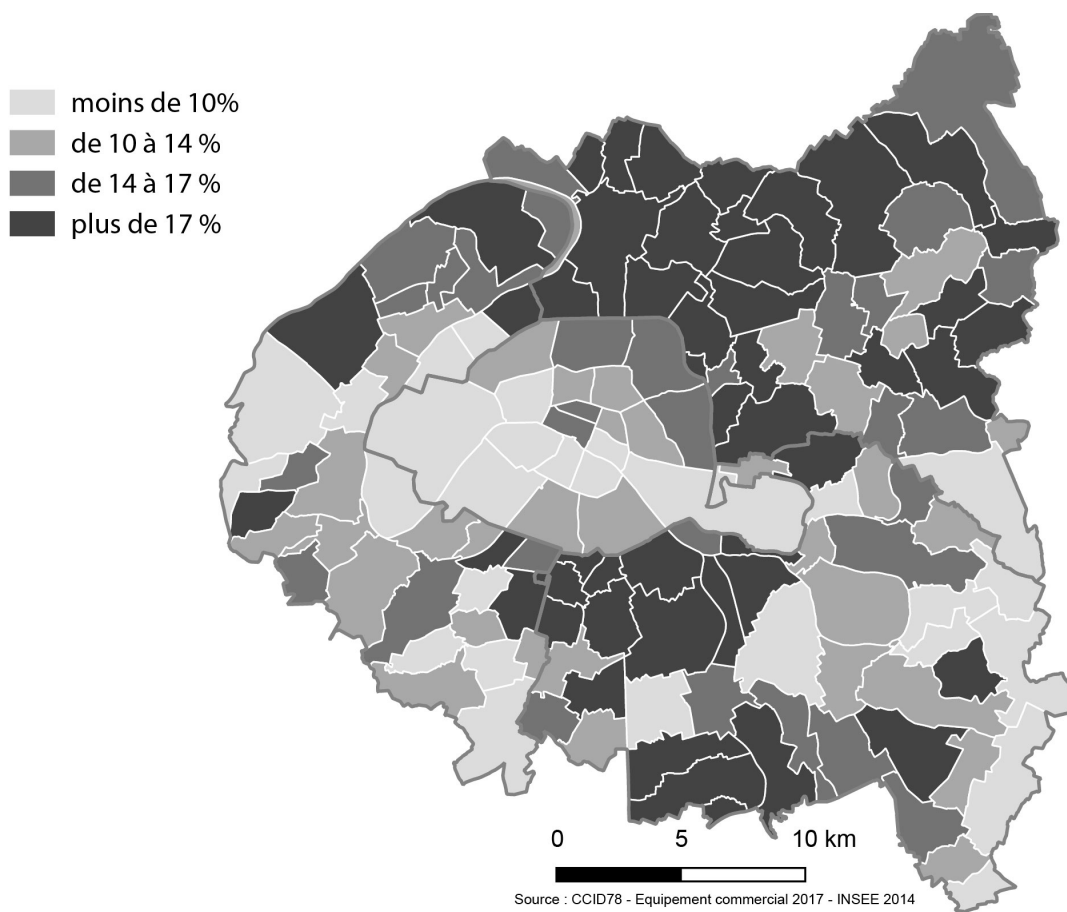 moins de 10%
de 10 à 14 %
de 14 à 17 %
plus de 17 %
0 5 10 km
Source : CCID78 - Equipement commercial 2017 - INSEE 2014